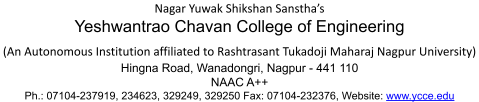 Nagar Yuwak Shikshan Sanstha's
Yeshwantrao Chavan College of Engineering
(An Autonomous Institution affiliated to Rashtrasant Tukadoji Maharaj Nagpur University)
Hingna Road, Wanadongri, Nagpur - 441 110
NAAC A++
Ph.: 07104-237919, 234623, 329249, 329250 Fax: 07104-232376, Website: www.ycce.edu